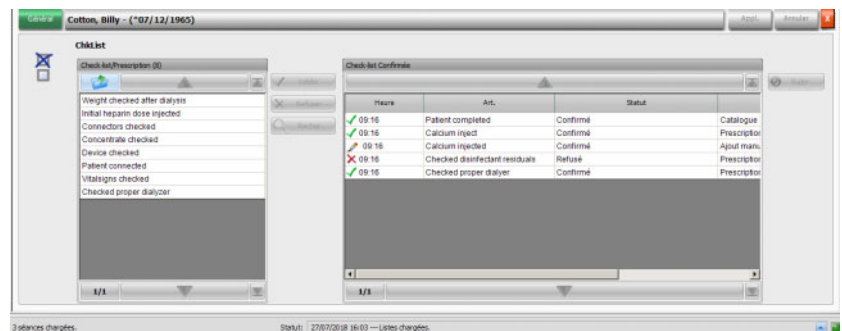 Général Cotton, Billy - (*07/12/1965) Appl. Annuler X
ChkList
Check-list/Prescription (8)
Check-list Confirmée
Weight checked after dialysis
Initial heparin dose injected
Connectors checked
Concentrate checked
Device checked
Patient connected
Vitalsigns checked
Checked proper dialyzer
1/1
Refuser
Heure Art. Statut
09:16 Patient completed Confirmé Catalogue
09:16 Calcium inject Confirmé Prescription
09:16 Calcium injected Confirmé Ajout manu
09:16 Checked disinfectant residuals Refusé Prescription
09:16 Checked proper dialyer Confirmé Prescription
1/1
3 séances chargées. Statut: 27/07/2018 16:03 — Listes chargées.